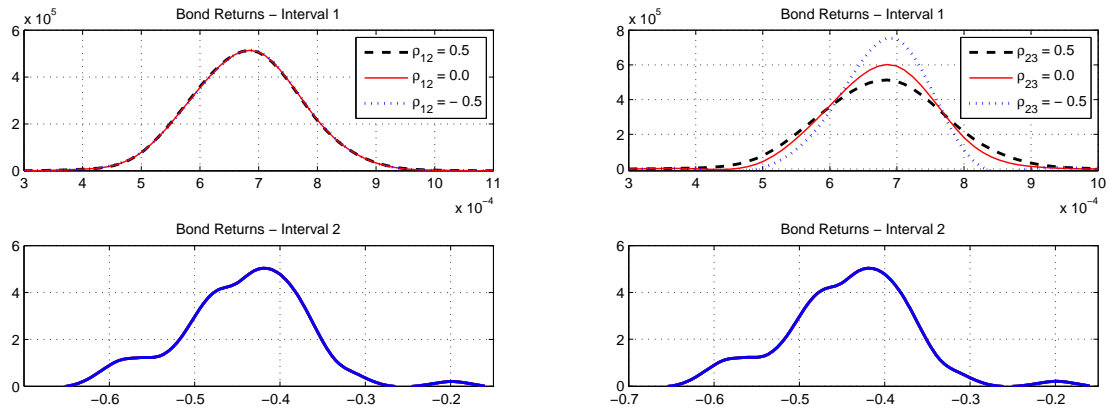 Bond Returns − Interval 1
x 10⁵
6
4
2
0
3 4 5 6 7 8 9 10 11
x 10⁻⁴
ρ₁₂ = 0.5
ρ₁₂ = 0.0
ρ₁₂ = − 0.5
Bond Returns − Interval 1
x 10⁵
8
6
4
2
0
3 4 5 6 7 8 9 10
x 10⁻⁴
ρ₂₃ = 0.5
ρ₂₃ = 0.0
ρ₂₃ = − 0.5
Bond Returns − Interval 2
6
4
2
0
−0.6 −0.5 −0.4 −0.3 −0.2
Bond Returns − Interval 2
6
4
2
0
−0.7 −0.6 −0.5 −0.4 −0.3 −0.2